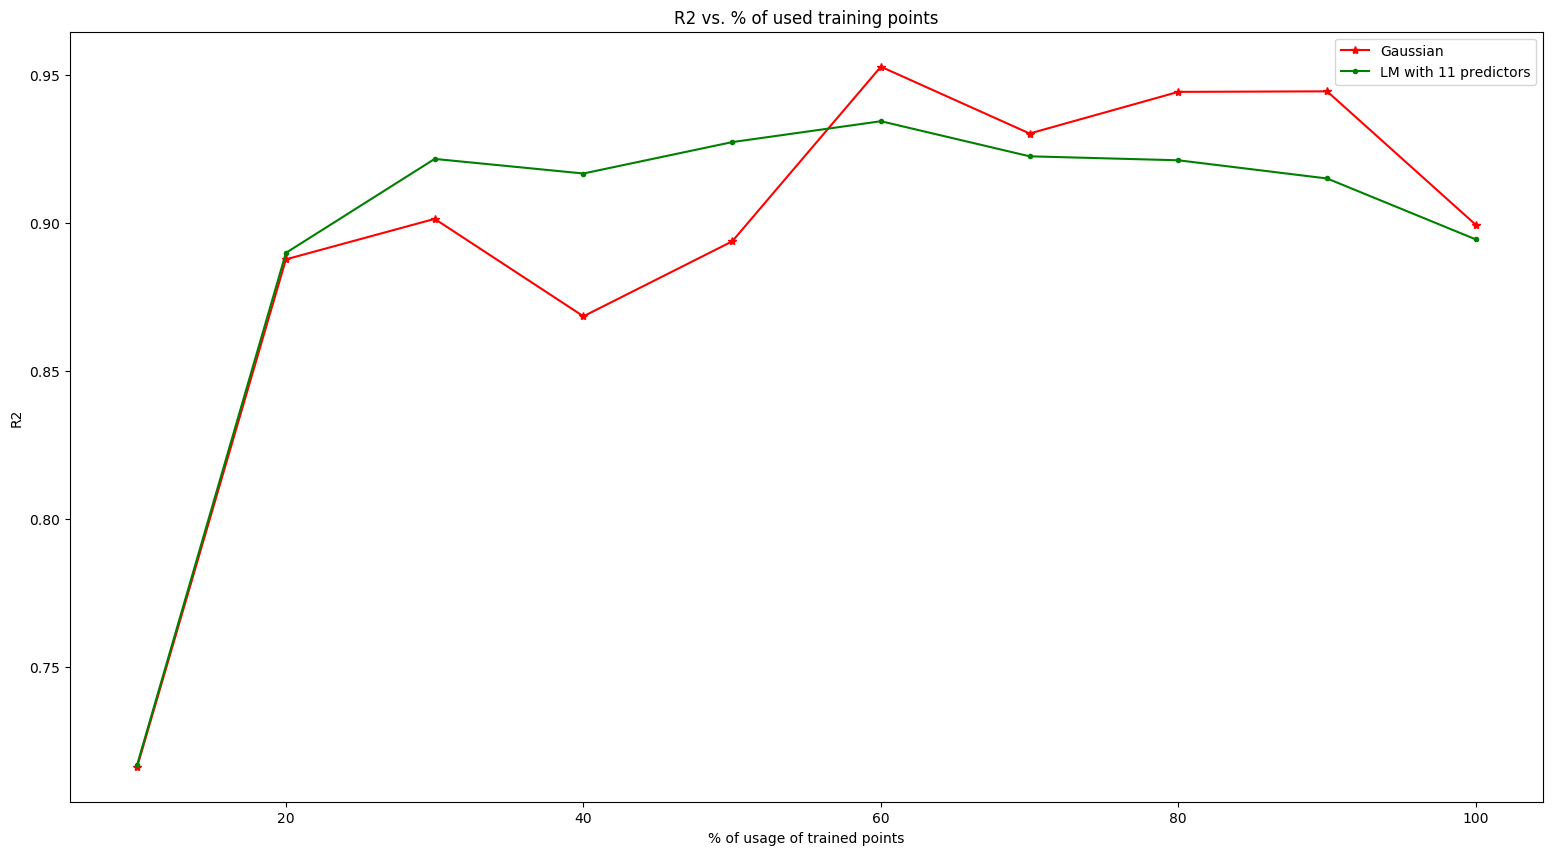 R2 vs. % of used training points
Gaussian
LM with 11 predictors
0.95
0.90
0.85
0.80
0.75
R2
20
40
60
80
100
% of usage of trained points